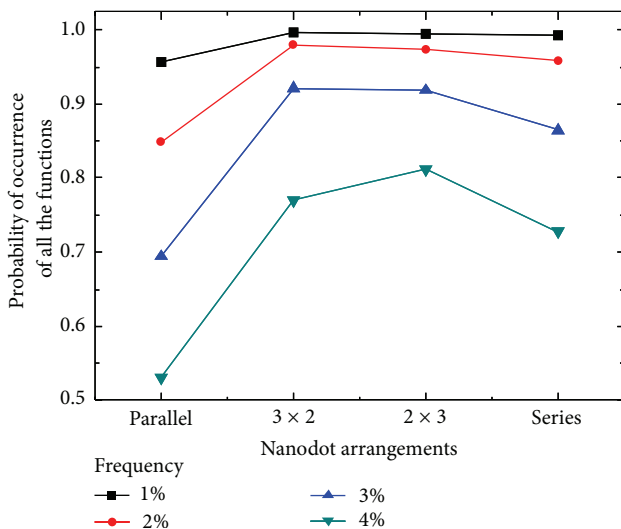 Probability of occurrence
of all the functions
1.0
0.9
0.8
0.7
0.6
0.5
Parallel
3 × 2
2 × 3
Series
Nanodot arrangements
Frequency
1%
2%
3%
4%